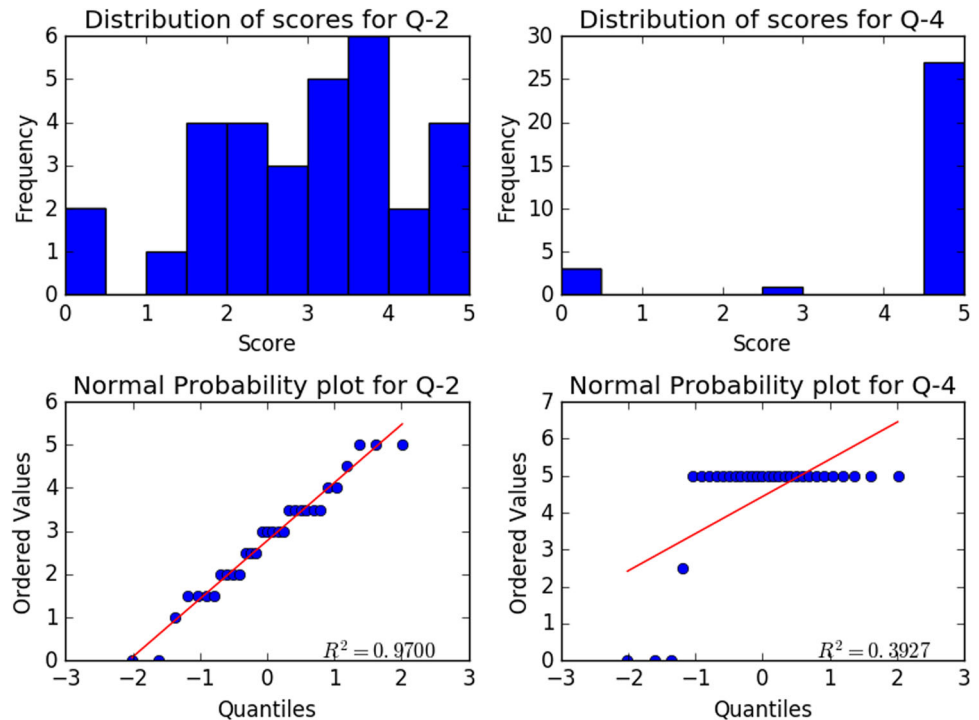 Distribution of scores for Q-2
6
5
4
3
2
1
0
Frequency
0 1 2 3 4 5
Score
Distribution of scores for Q-4
30
25
20
15
10
5
0
Frequency
0 1 2 3 4 5
Score
Normal Probability plot for Q-2
6
5
4
3
2
1
0
Ordered Values
R² = 0.9700
−3 −2 −1 0 1 2 3
Quantiles
Normal Probability plot for Q-4
7
6
5
4
3
2
1
0
Ordered Values
R² = 0.3927
−3 −2 −1 0 1 2 3
Quantiles